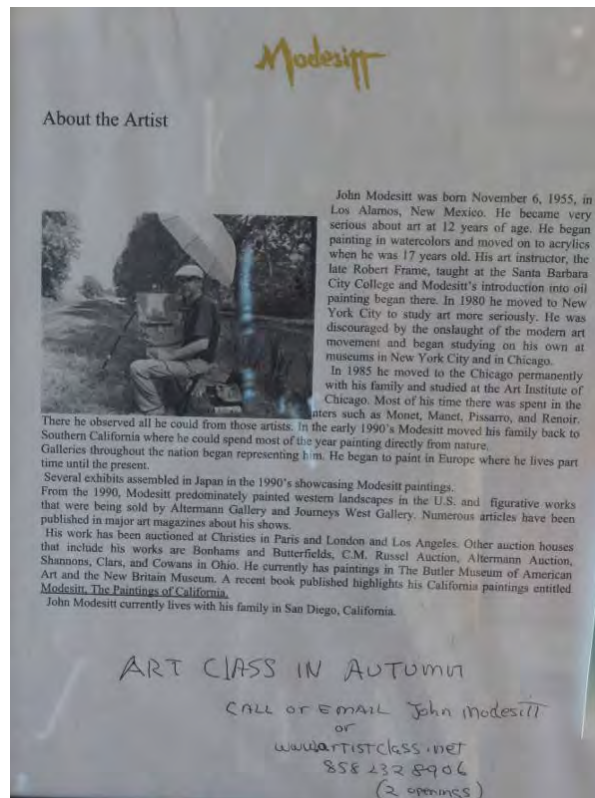 Modesitt
About the Artist
John Modesitt was born November 6, 1955, in
Los Alamos, New Mexico. He became very
serious about art at 12 years of age. He began
painting in watercolors and moved on to acrylics
when he was 17 years old. His art instructor, the
late Robert Frame, taught at the Santa Barbara
City College and Modesitt's introduction into oil
painting began there. In 1980 he moved to New
York City to study art more seriously. He was
discouraged by the onslaught of the modern art
movement and began studying on his own at
museums in New York City and in Chicago.
In 1985 he moved to the Chicago permanently
with his family and studied at the Art Institute of
Chicago. Most of his time there was spent in the
aters such as Monet, Manet, Pissarro, and Renoir.
There he observed all he could from those artists. In the early 1990's Modesitt moved his family back to
Southern California where he could spend most of the year painting directly from nature.
Galleries throughout the nation began representing him. He began to paint in Europe where he lives part
time until the present.
Several exhibits assembled in Japan in the 1990's showcasing Modesitt paintings.
From the 1990, Modesitt predominately painted western landscapes in the U.S. and figurative works
that were being sold by Altermann Gallery and Journeys West Gallery. Numerous articles have been
published in major art magazines about his shows.
His work has been auctioned at Christies in Paris and London and Los Angeles. Other auction houses
that include his works are Bonhams and Butterfields, C.M. Russel Auction, Altermann Auction,
Shannons, Clars, and Cowans in Ohio. He currently has paintings in The Butler Museum of American
Art and the New Britain Museum. A recent book published highlights his California paintings entitled
Modesitt, The Paintings of California.
John Modesitt currently lives with his family in San Diego, California.
ART CLASS IN AUTUMN
CALL or EMAIL John Modesitt
or
www.artistclass.net
858 232 8906
(2 openings)